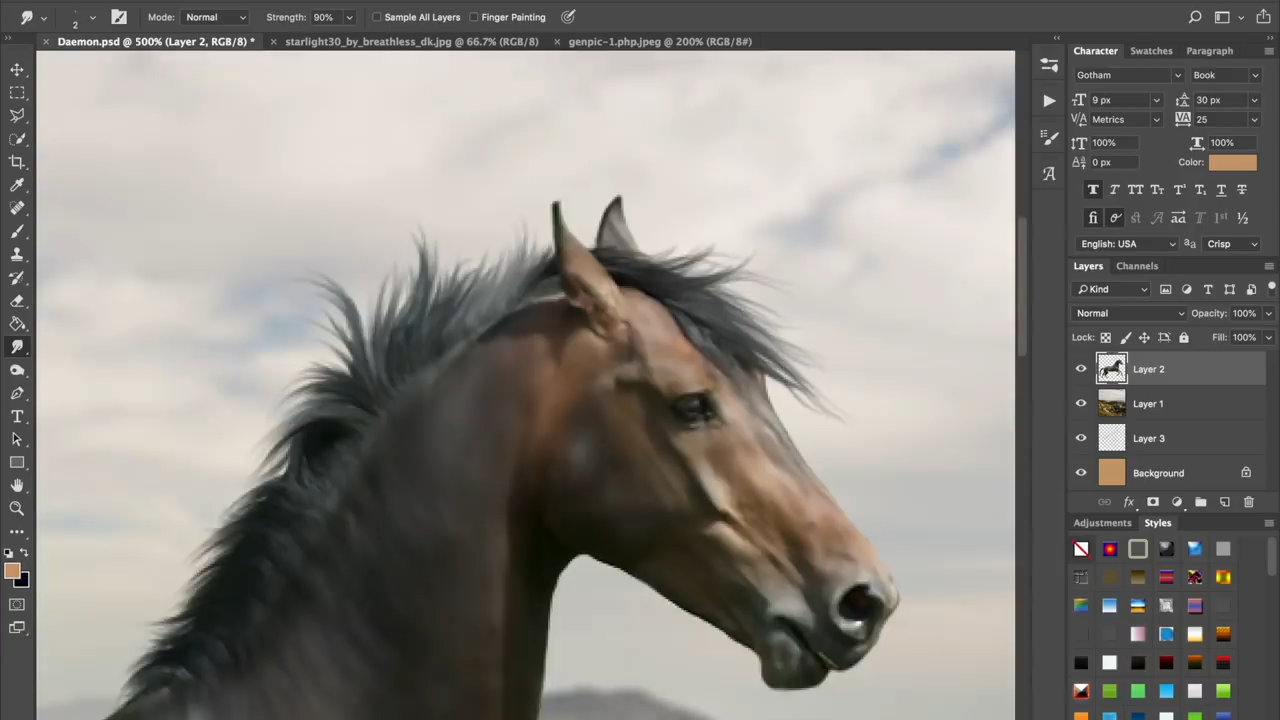 2 Mode: Normal Strength: 90% Sample All Layers Finger Painting
Daemon.psd @ 500% (Layer 2, RGB/8) * starlight30_by_breathless_dk.jpg @ 66.7% (RGB/8) genpic-1.php.jpeg @ 200% (RGB/8#)
Character Swatches Paragraph
Gotham Book
9 px 30 px
Metrics 25
100% 100%
0 px Color:
English: USA Crisp
Layers Channels
Kind
Normal Opacity: 100%
Lock: Fill: 100%
Layer 2
Layer 1
Layer 3
Background
Adjustments Styles